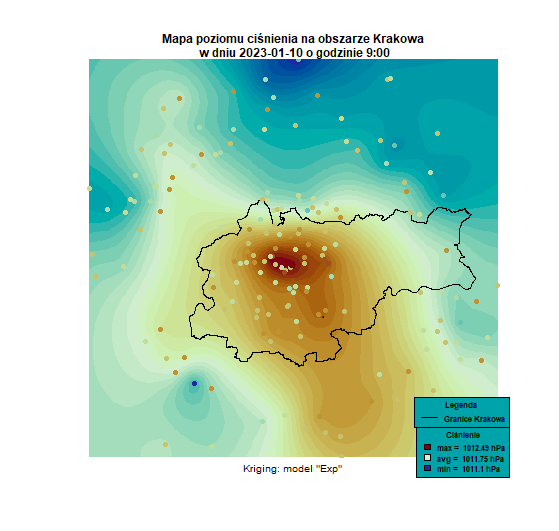 Mapa poziomu ciśnienia na obszarze Krakowa
w dniu 2023-01-10 o godzinie 9:00
Legenda
Granice Krakowa
Ciśnienie
max = 1012.49 hPa
avg = 1011.75 hPa
min = 1011.1 hPa
Kriging: model "Exp"